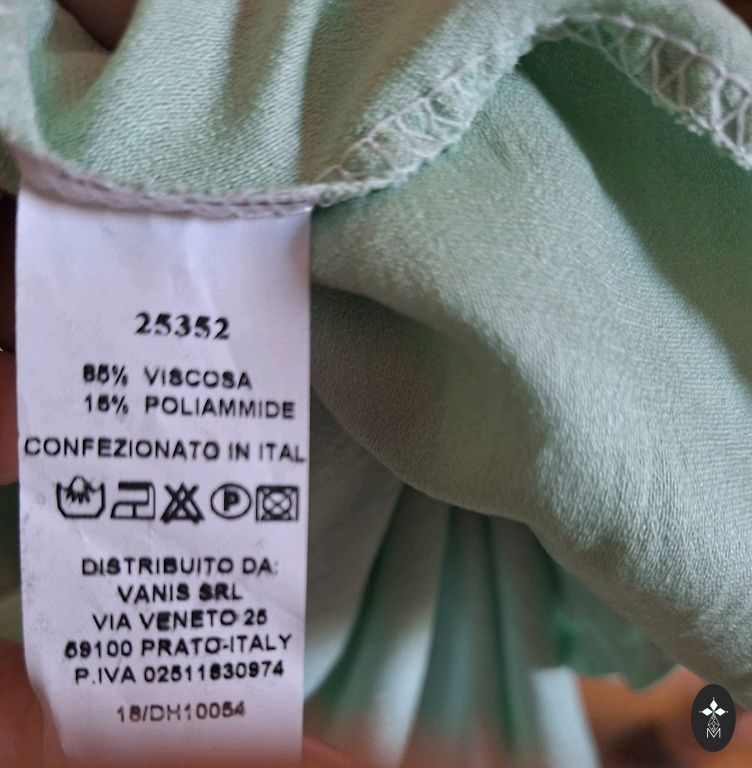 25352
85% VISCOSA
15% POLIAMMIDE
CONFEZIONATO IN ITAL
P
DISTRIBUITO DA:
VANIS SRL
VIA VENETO 25
59100 PRATO-ITALY
P.IVA 02511630974
18/DH10054
M